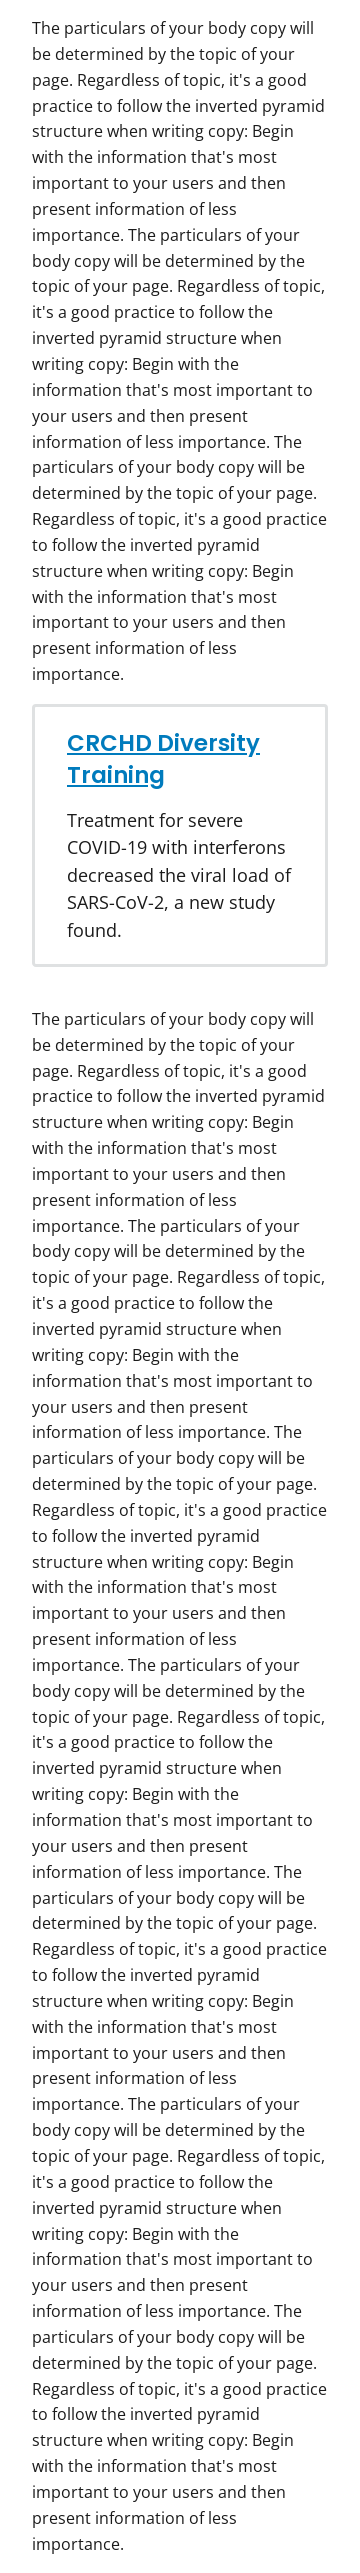 The particulars of your body copy will
be determined by the topic of your
page. Regardless of topic, it's a good
practice to follow the inverted pyramid
structure when writing copy: Begin
with the information that's most
important to your users and then
present information of less
importance. The particulars of your
body copy will be determined by the
topic of your page. Regardless of topic,
it's a good practice to follow the
inverted pyramid structure when
writing copy: Begin with the
information that's most important to
your users and then present
information of less importance. The
particulars of your body copy will be
determined by the topic of your page.
Regardless of topic, it's a good practice
to follow the inverted pyramid
structure when writing copy: Begin
with the information that's most
important to your users and then
present information of less
importance.
CRCHD Diversity
Training
Treatment for severe
COVID-19 with interferons
decreased the viral load of
SARS-CoV-2, a new study
found.
The particulars of your body copy will
be determined by the topic of your
page. Regardless of topic, it's a good
practice to follow the inverted pyramid
structure when writing copy: Begin
with the information that's most
important to your users and then
present information of less
importance. The particulars of your
body copy will be determined by the
topic of your page. Regardless of topic,
it's a good practice to follow the
inverted pyramid structure when
writing copy: Begin with the
information that's most important to
your users and then present
information of less importance. The
particulars of your body copy will be
determined by the topic of your page.
Regardless of topic, it's a good practice
to follow the inverted pyramid
structure when writing copy: Begin
with the information that's most
important to your users and then
present information of less
importance. The particulars of your
body copy will be determined by the
topic of your page. Regardless of topic,
it's a good practice to follow the
inverted pyramid structure when
writing copy: Begin with the
information that's most important to
your users and then present
information of less importance. The
particulars of your body copy will be
determined by the topic of your page.
Regardless of topic, it's a good practice
to follow the inverted pyramid
structure when writing copy: Begin
with the information that's most
important to your users and then
present information of less
importance. The particulars of your
body copy will be determined by the
topic of your page. Regardless of topic,
it's a good practice to follow the
inverted pyramid structure when
writing copy: Begin with the
information that's most important to
your users and then present
information of less importance. The
particulars of your body copy will be
determined by the topic of your page.
Regardless of topic, it's a good practice
to follow the inverted pyramid
structure when writing copy: Begin
with the information that's most
important to your users and then
present information of less
importance.